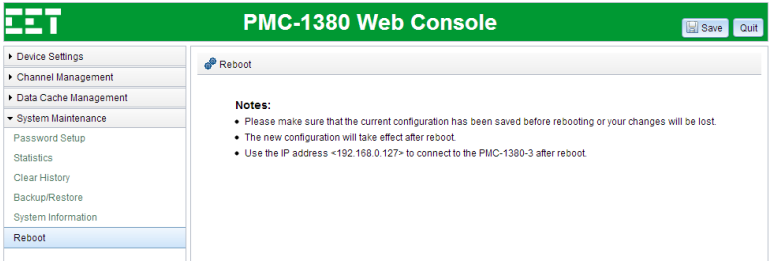 CET PMC-1380 Web Console Save Quit
Device Settings
Channel Management
Data Cache Management
System Maintenance
Password Setup
Statistics
Clear History
Backup/Restore
System Information
Reboot
Reboot
Notes:
Please make sure that the current configuration has been saved before rebooting or your changes will be lost.
The new configuration will take effect after reboot.
Use the IP address <192.168.0.127> to connect to the PMC-1380-3 after reboot.